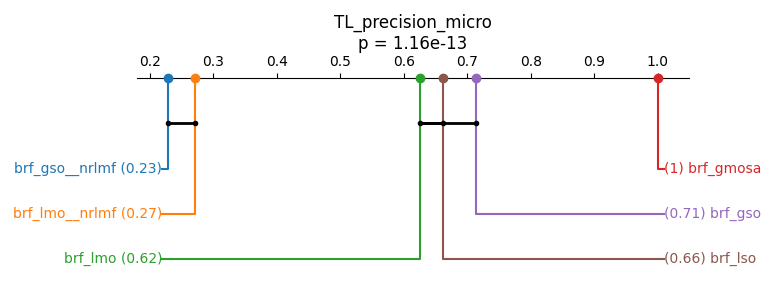 TL_precision_micro
p = 1.16e-13
0.2 0.3 0.4 0.5 0.6 0.7 0.8 0.9 1.0
brf_gso__nrlmf (0.23) (1) brf_gmosa
brf_lmo__nrlmf (0.27) (0.71) brf_gso
brf_lmo (0.62) (0.66) brf_lso